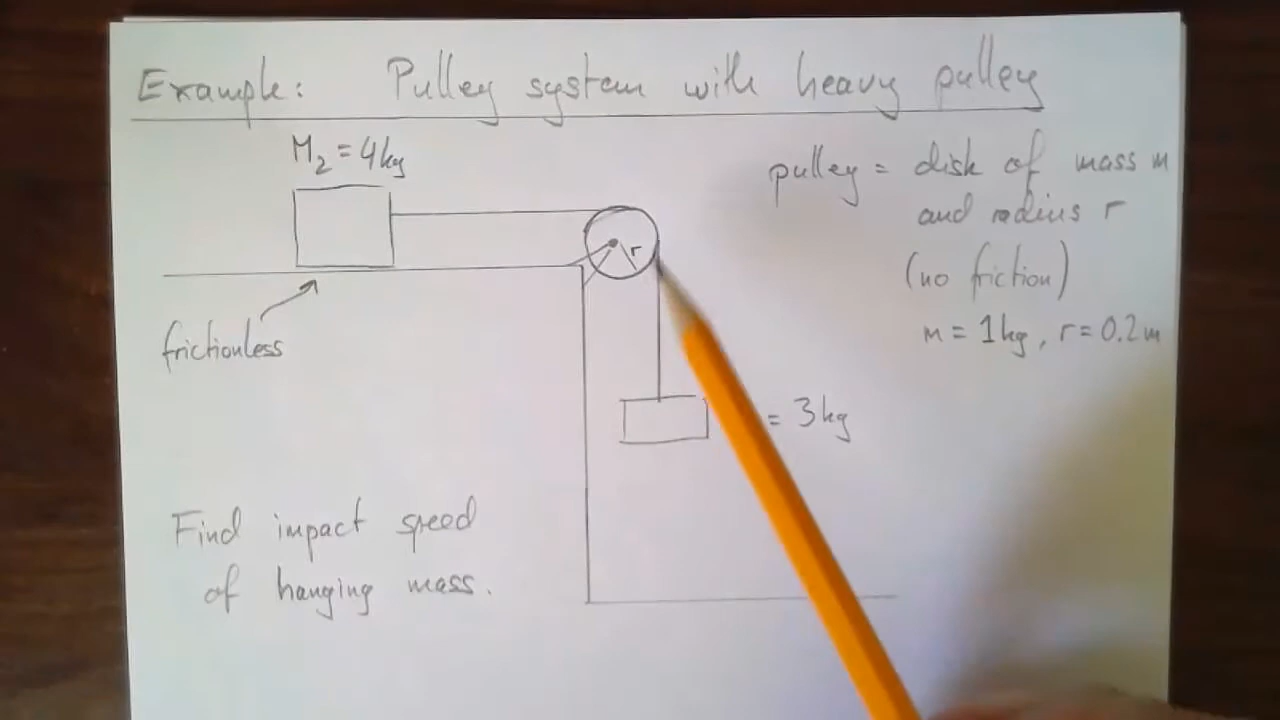 Example: Pulley system with heavy pulley
M2 = 4kg
pulley = disk of mass m
and radius r
(no friction)
m = 1kg, r = 0.2m
r
frictionless
= 3kg
Find impact speed
of hanging mass.